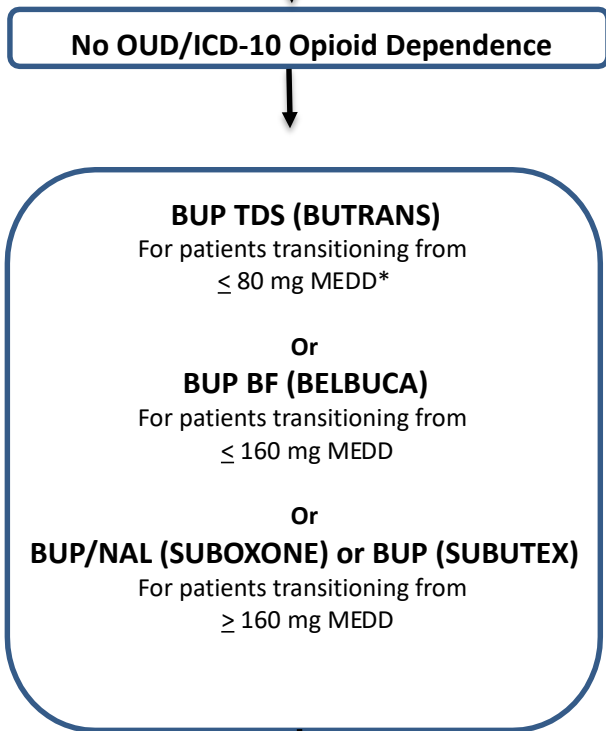 No OUD/ICD-10 Opioid Dependence
BUP TDS (BUTRANS)
For patients transitioning from
≤ 80 mg MEDD*
Or
BUP BF (BELBUCA)
For patients transitioning from
≤ 160 mg MEDD
Or
BUP/NAL (SUBOXONE) or BUP (SUBUTEX)
For patients transitioning from
≥ 160 mg MEDD